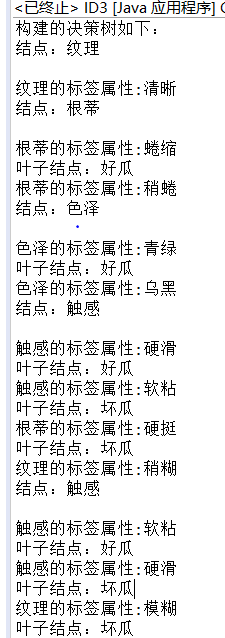 <已终止> ID3 [Java 应用程序]
构建的决策树如下：
结点：纹理
纹理的标签属性:清晰
结点：根蒂
根蒂的标签属性:蜷缩
叶子结点：好瓜
根蒂的标签属性:稍蜷
结点：色泽
色泽的标签属性:青绿
叶子结点：好瓜
色泽的标签属性:乌黑
结点：触感
触感的标签属性:硬滑
叶子结点：好瓜
触感的标签属性:软粘
叶子结点：坏瓜
根蒂的标签属性:硬挺
叶子结点：坏瓜
纹理的标签属性:稍糊
结点：触感
触感的标签属性:软粘
叶子结点：好瓜
触感的标签属性:硬滑
叶子结点：坏瓜
纹理的标签属性:模糊
叶子结点：坏瓜